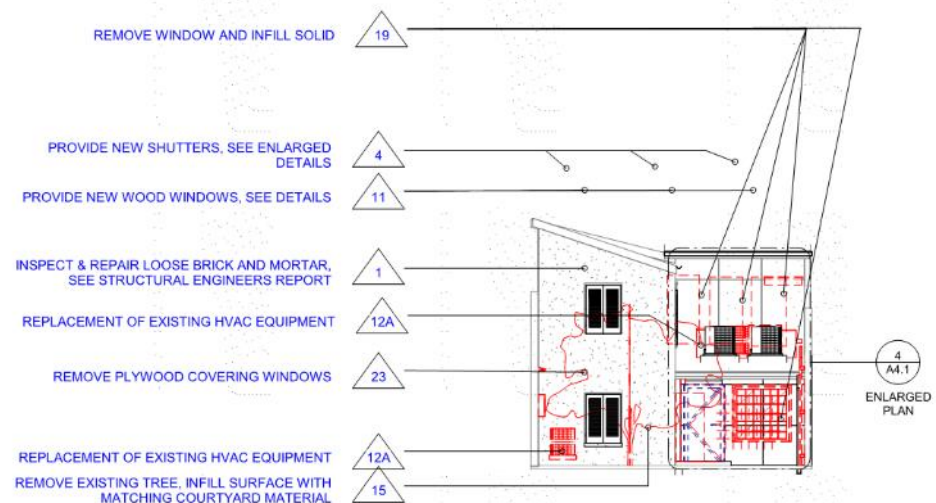 REMOVE WINDOW AND INFILL SOLID
19
PROVIDE NEW SHUTTERS, SEE ENLARGED
DETAILS
4
PROVIDE NEW WOOD WINDOWS, SEE DETAILS
11
INSPECT & REPAIR LOOSE BRICK AND MORTAR,
SEE STRUCTURAL ENGINEERS REPORT
1
REPLACEMENT OF EXISTING HVAC EQUIPMENT
12A
REMOVE PLYWOOD COVERING WINDOWS
23
4
A4.1
ENLARGED
PLAN
REPLACEMENT OF EXISTING HVAC EQUIPMENT
12A
REMOVE EXISTING TREE, INFILL SURFACE WITH
MATCHING COURTYARD MATERIAL
15